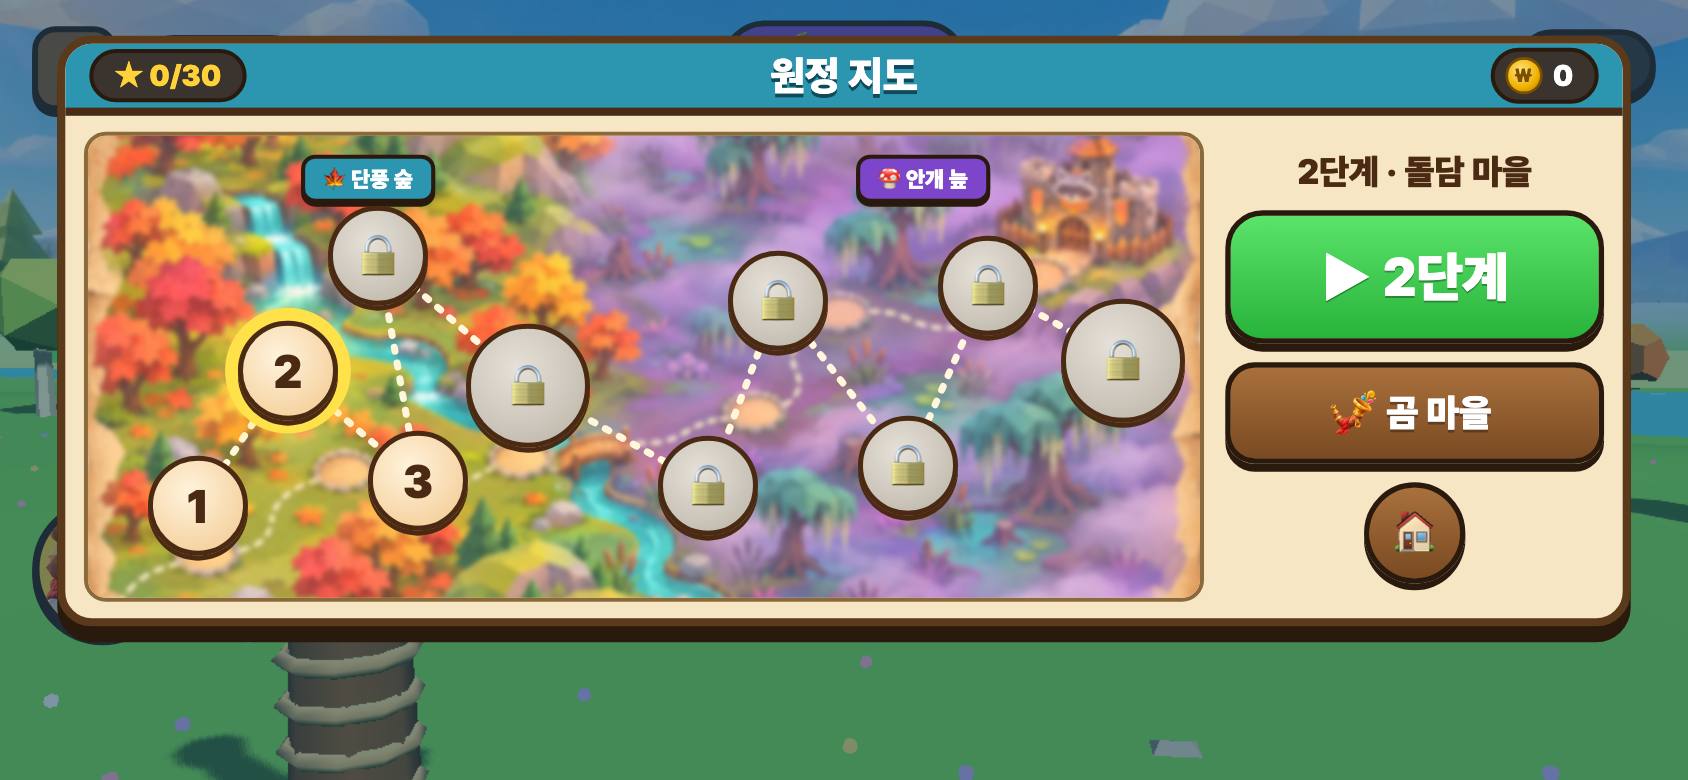 ★ 0/30
원정 지도
₩ 0
🍁 단풍 숲
🍄 안개 늪
2
1
3
2단계 · 돌담 마을
▶ 2단계
곰 마을